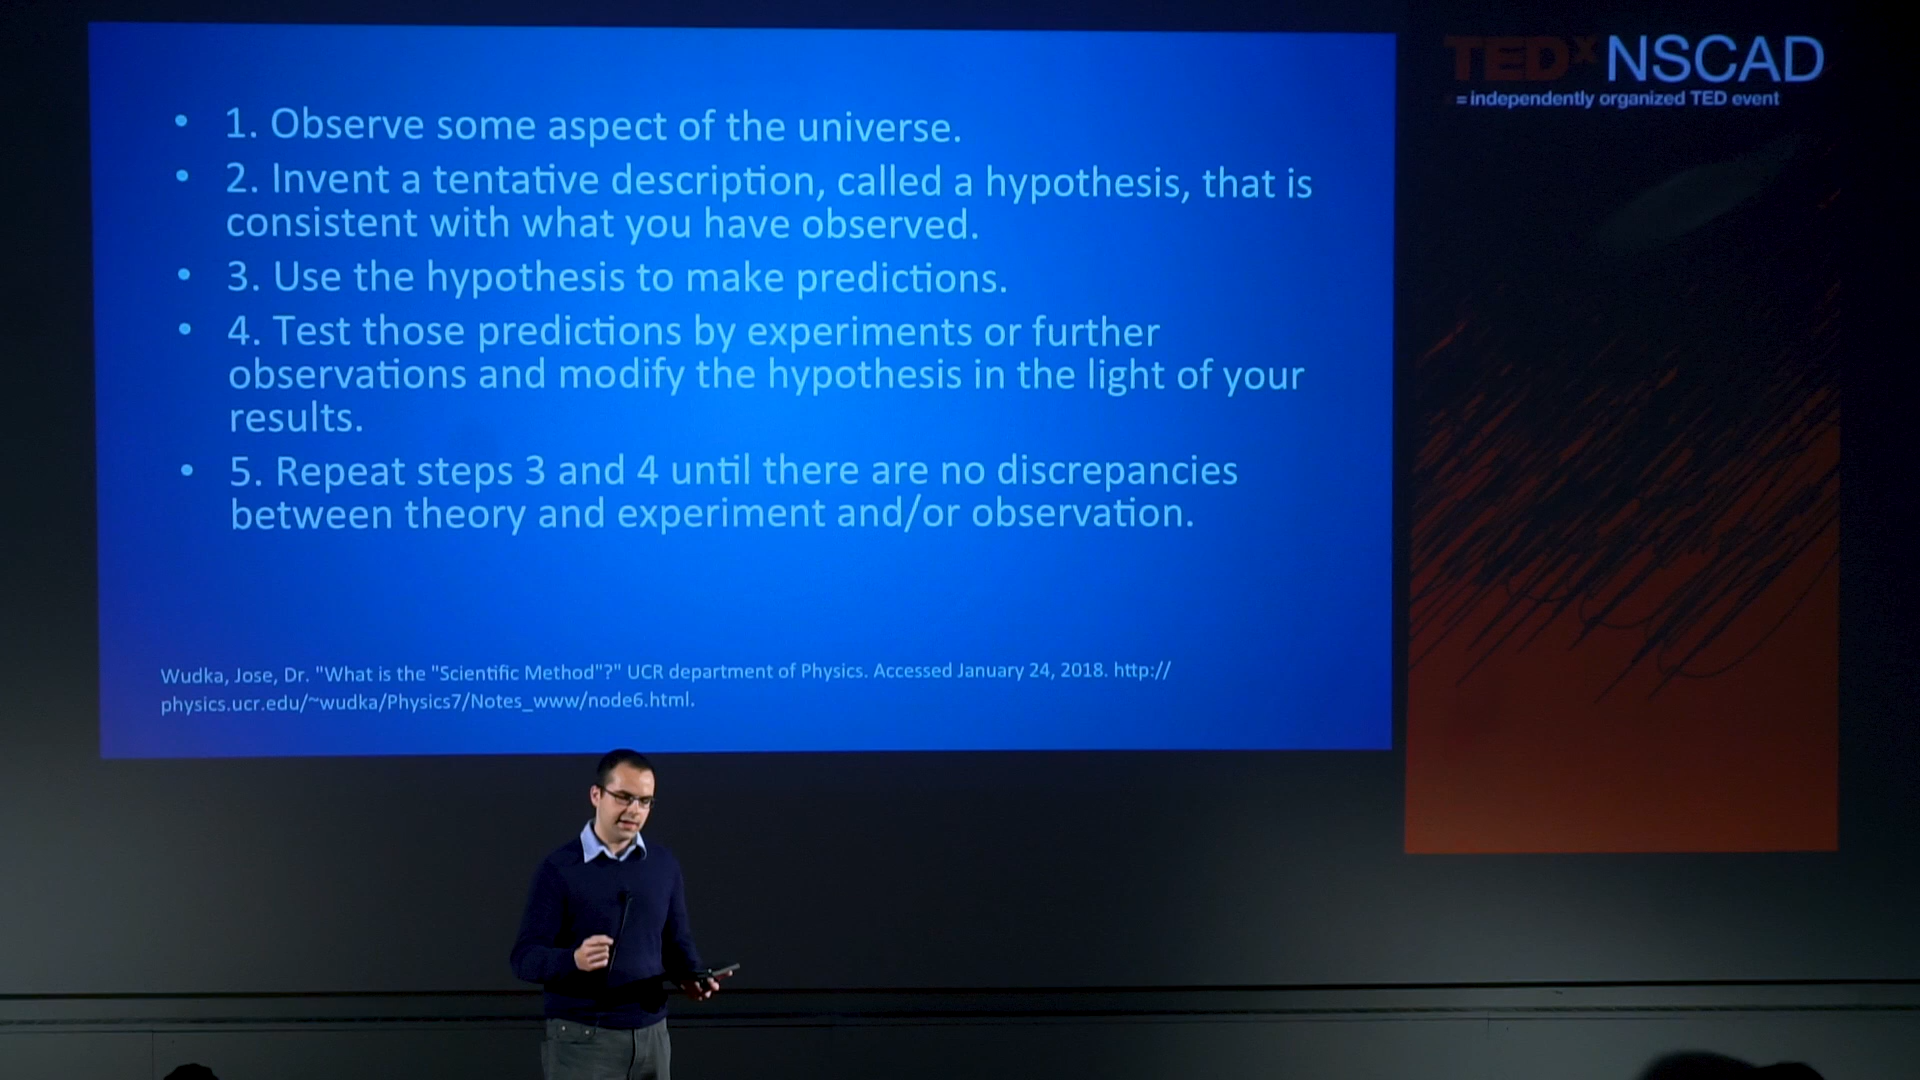 • 1. Observe some aspect of the universe.
• 2. Invent a tentative description, called a hypothesis, that is
consistent with what you have observed.
• 3. Use the hypothesis to make predictions.
• 4. Test those predictions by experiments or further
observations and modify the hypothesis in the light of your
results.
• 5. Repeat steps 3 and 4 until there are no discrepancies
between theory and experiment and/or observation.
Wudka, Jose, Dr. "What is the "Scientific Method"?" UCR department of Physics. Accessed January 24, 2018. http://
physics.ucr.edu/~wudka/Physics7/Notes_www/node6.html.
TEDx NSCAD
= independently organized TED event